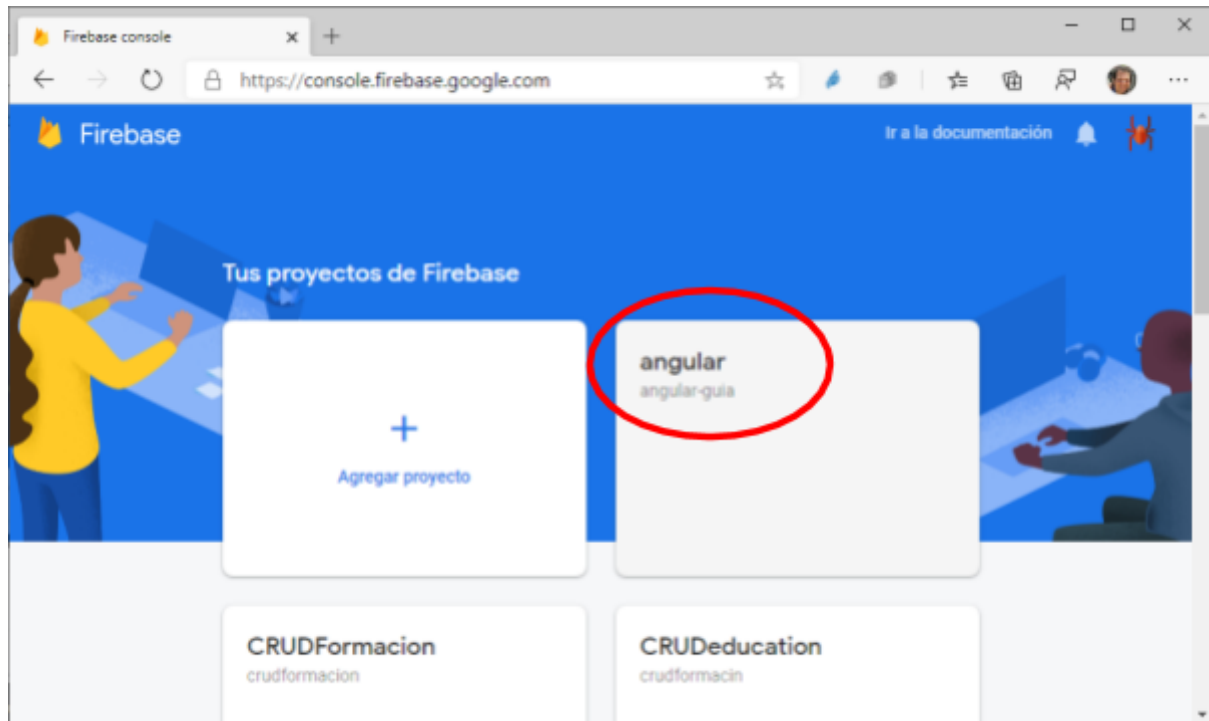 Firebase console
https://console.firebase.google.com
Firebase
Ir a la documentación
Tus proyectos de Firebase
Agregar proyecto
angular
angular-guia
CRUDFormacion
crudformacion
CRUDeducation
crudformacin